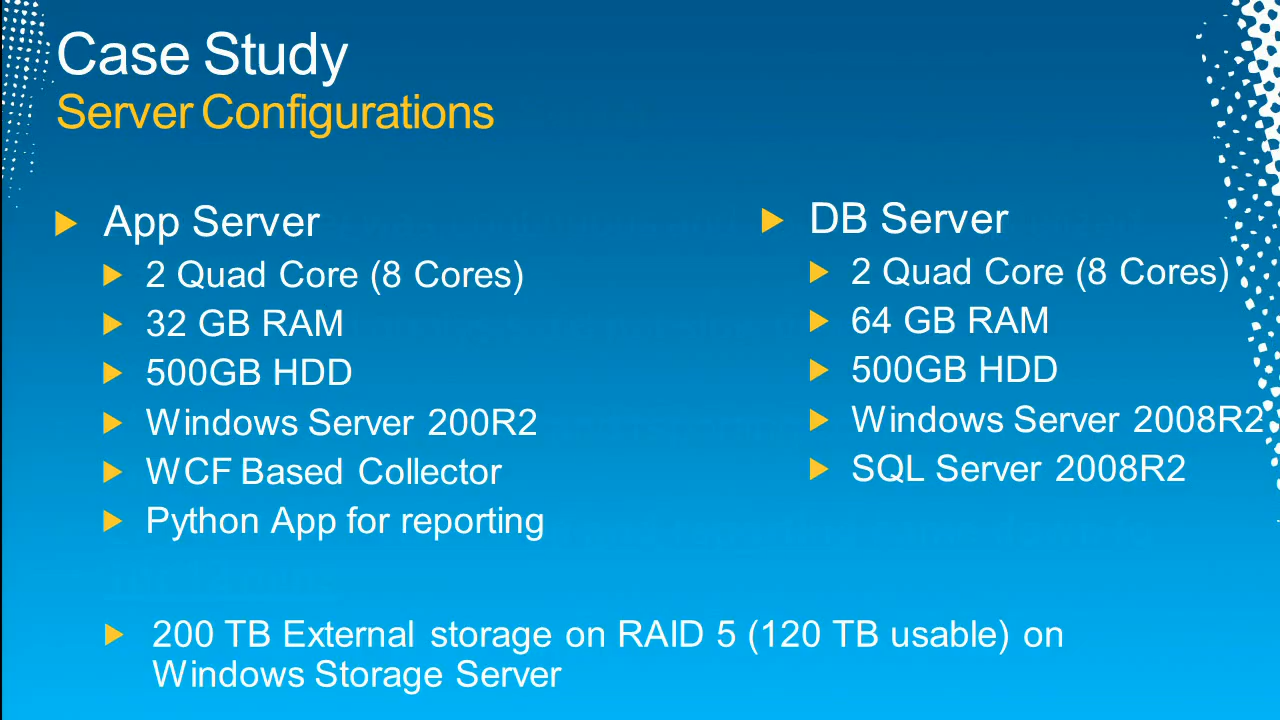 Case Study
Server Configurations
App Server
2 Quad Core (8 Cores)
32 GB RAM
500GB HDD
Windows Server 200R2
WCF Based Collector
Python App for reporting
DB Server
2 Quad Core (8 Cores)
64 GB RAM
500GB HDD
Windows Server 2008R2
SQL Server 2008R2
200 TB External storage on RAID 5 (120 TB usable) on
Windows Storage Server